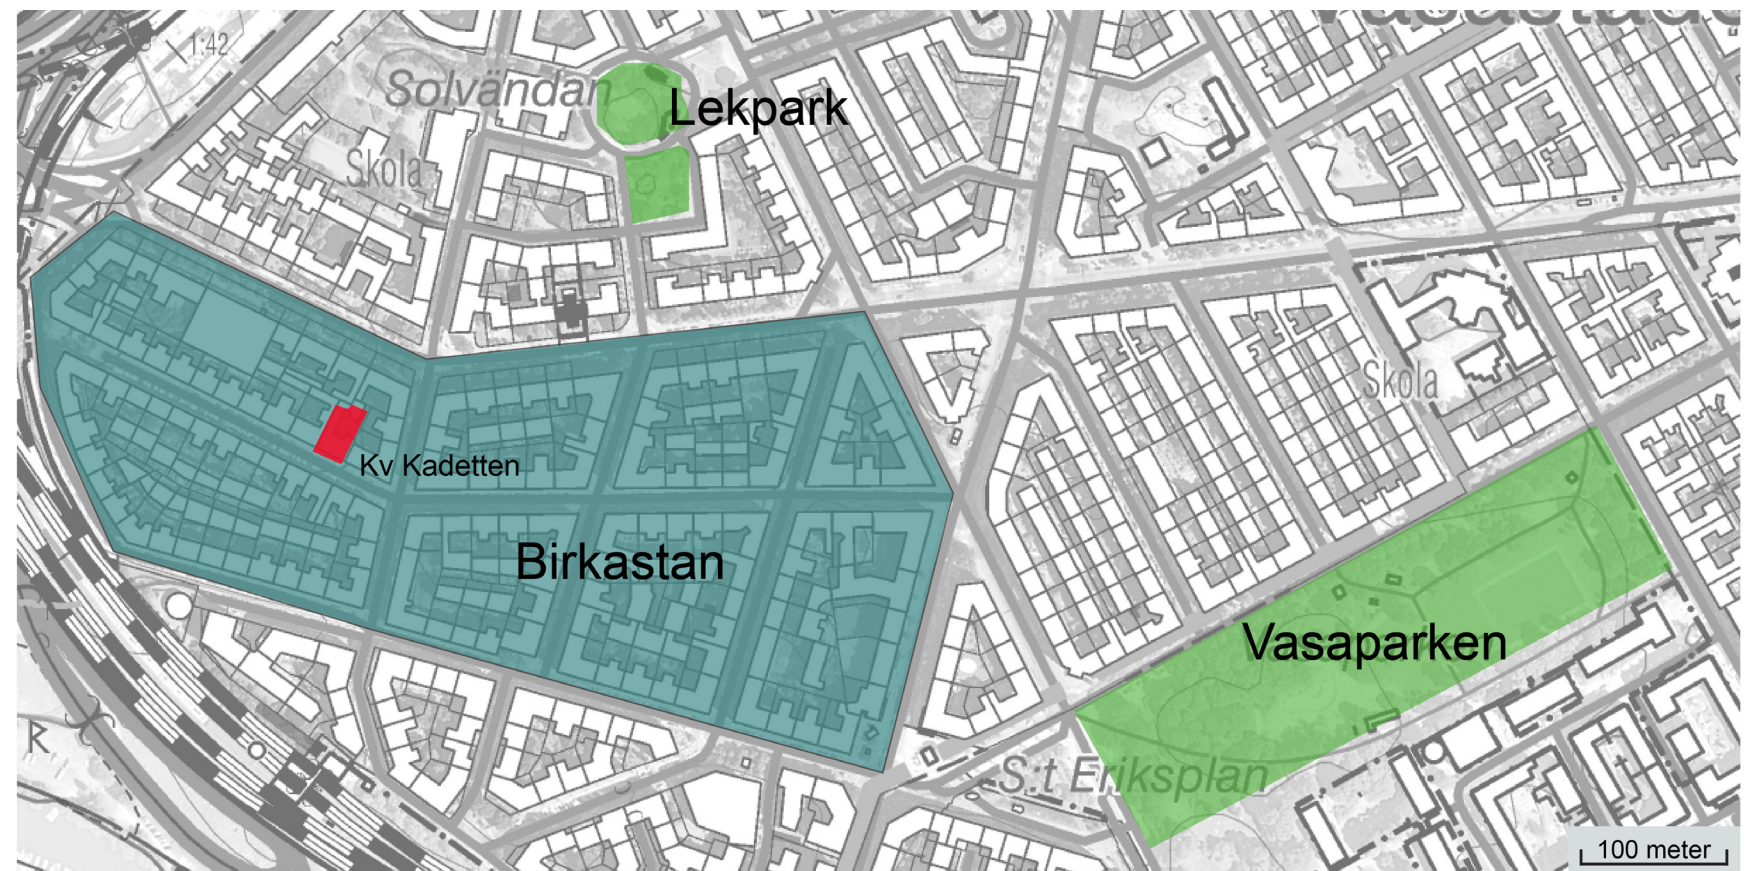 1:42
Solvändan
Lekpark
Skola
Skola
Kv Kadetten
Birkastan
Vasaparken
R
S:t Eriksplan
100 meter